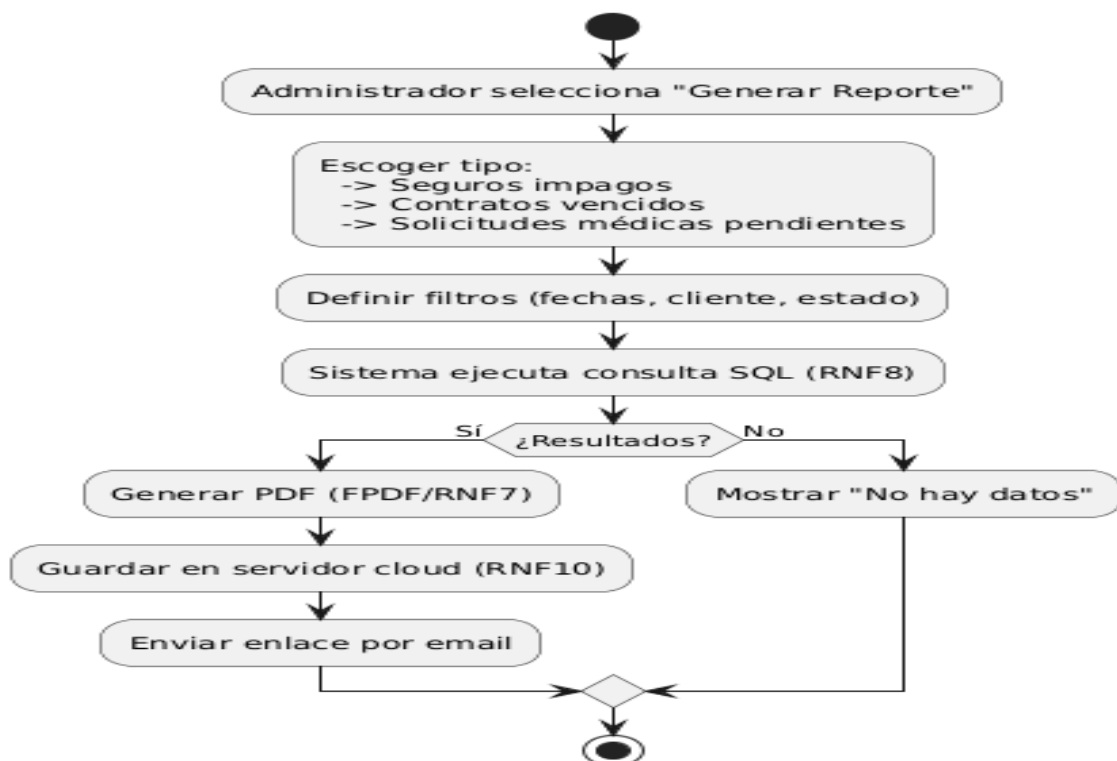 Administrador selecciona "Generar Reporte"
Escoger tipo:
-> Seguros impagos
-> Contratos vencidos
-> Solicitudes médicas pendientes
Definir filtros (fechas, cliente, estado)
Sistema ejecuta consulta SQL (RNF8)
Sí
¿Resultados?
No
Generar PDF (FPDF/RNF7)
Mostrar "No hay datos"
Guardar en servidor cloud (RNF10)
Enviar enlace por email